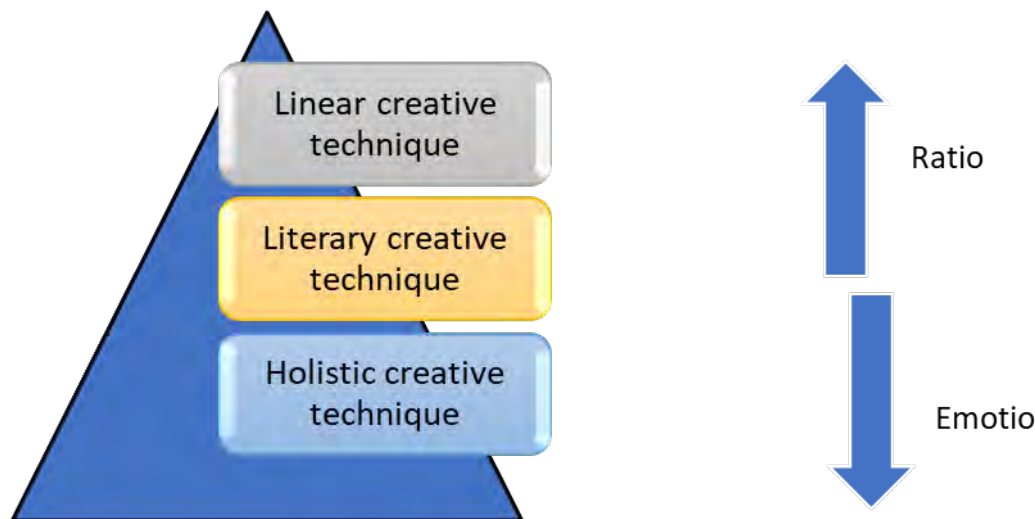 Linear creative
technique
Literary creative
technique
Holistic creative
technique
Ratio
Emotio